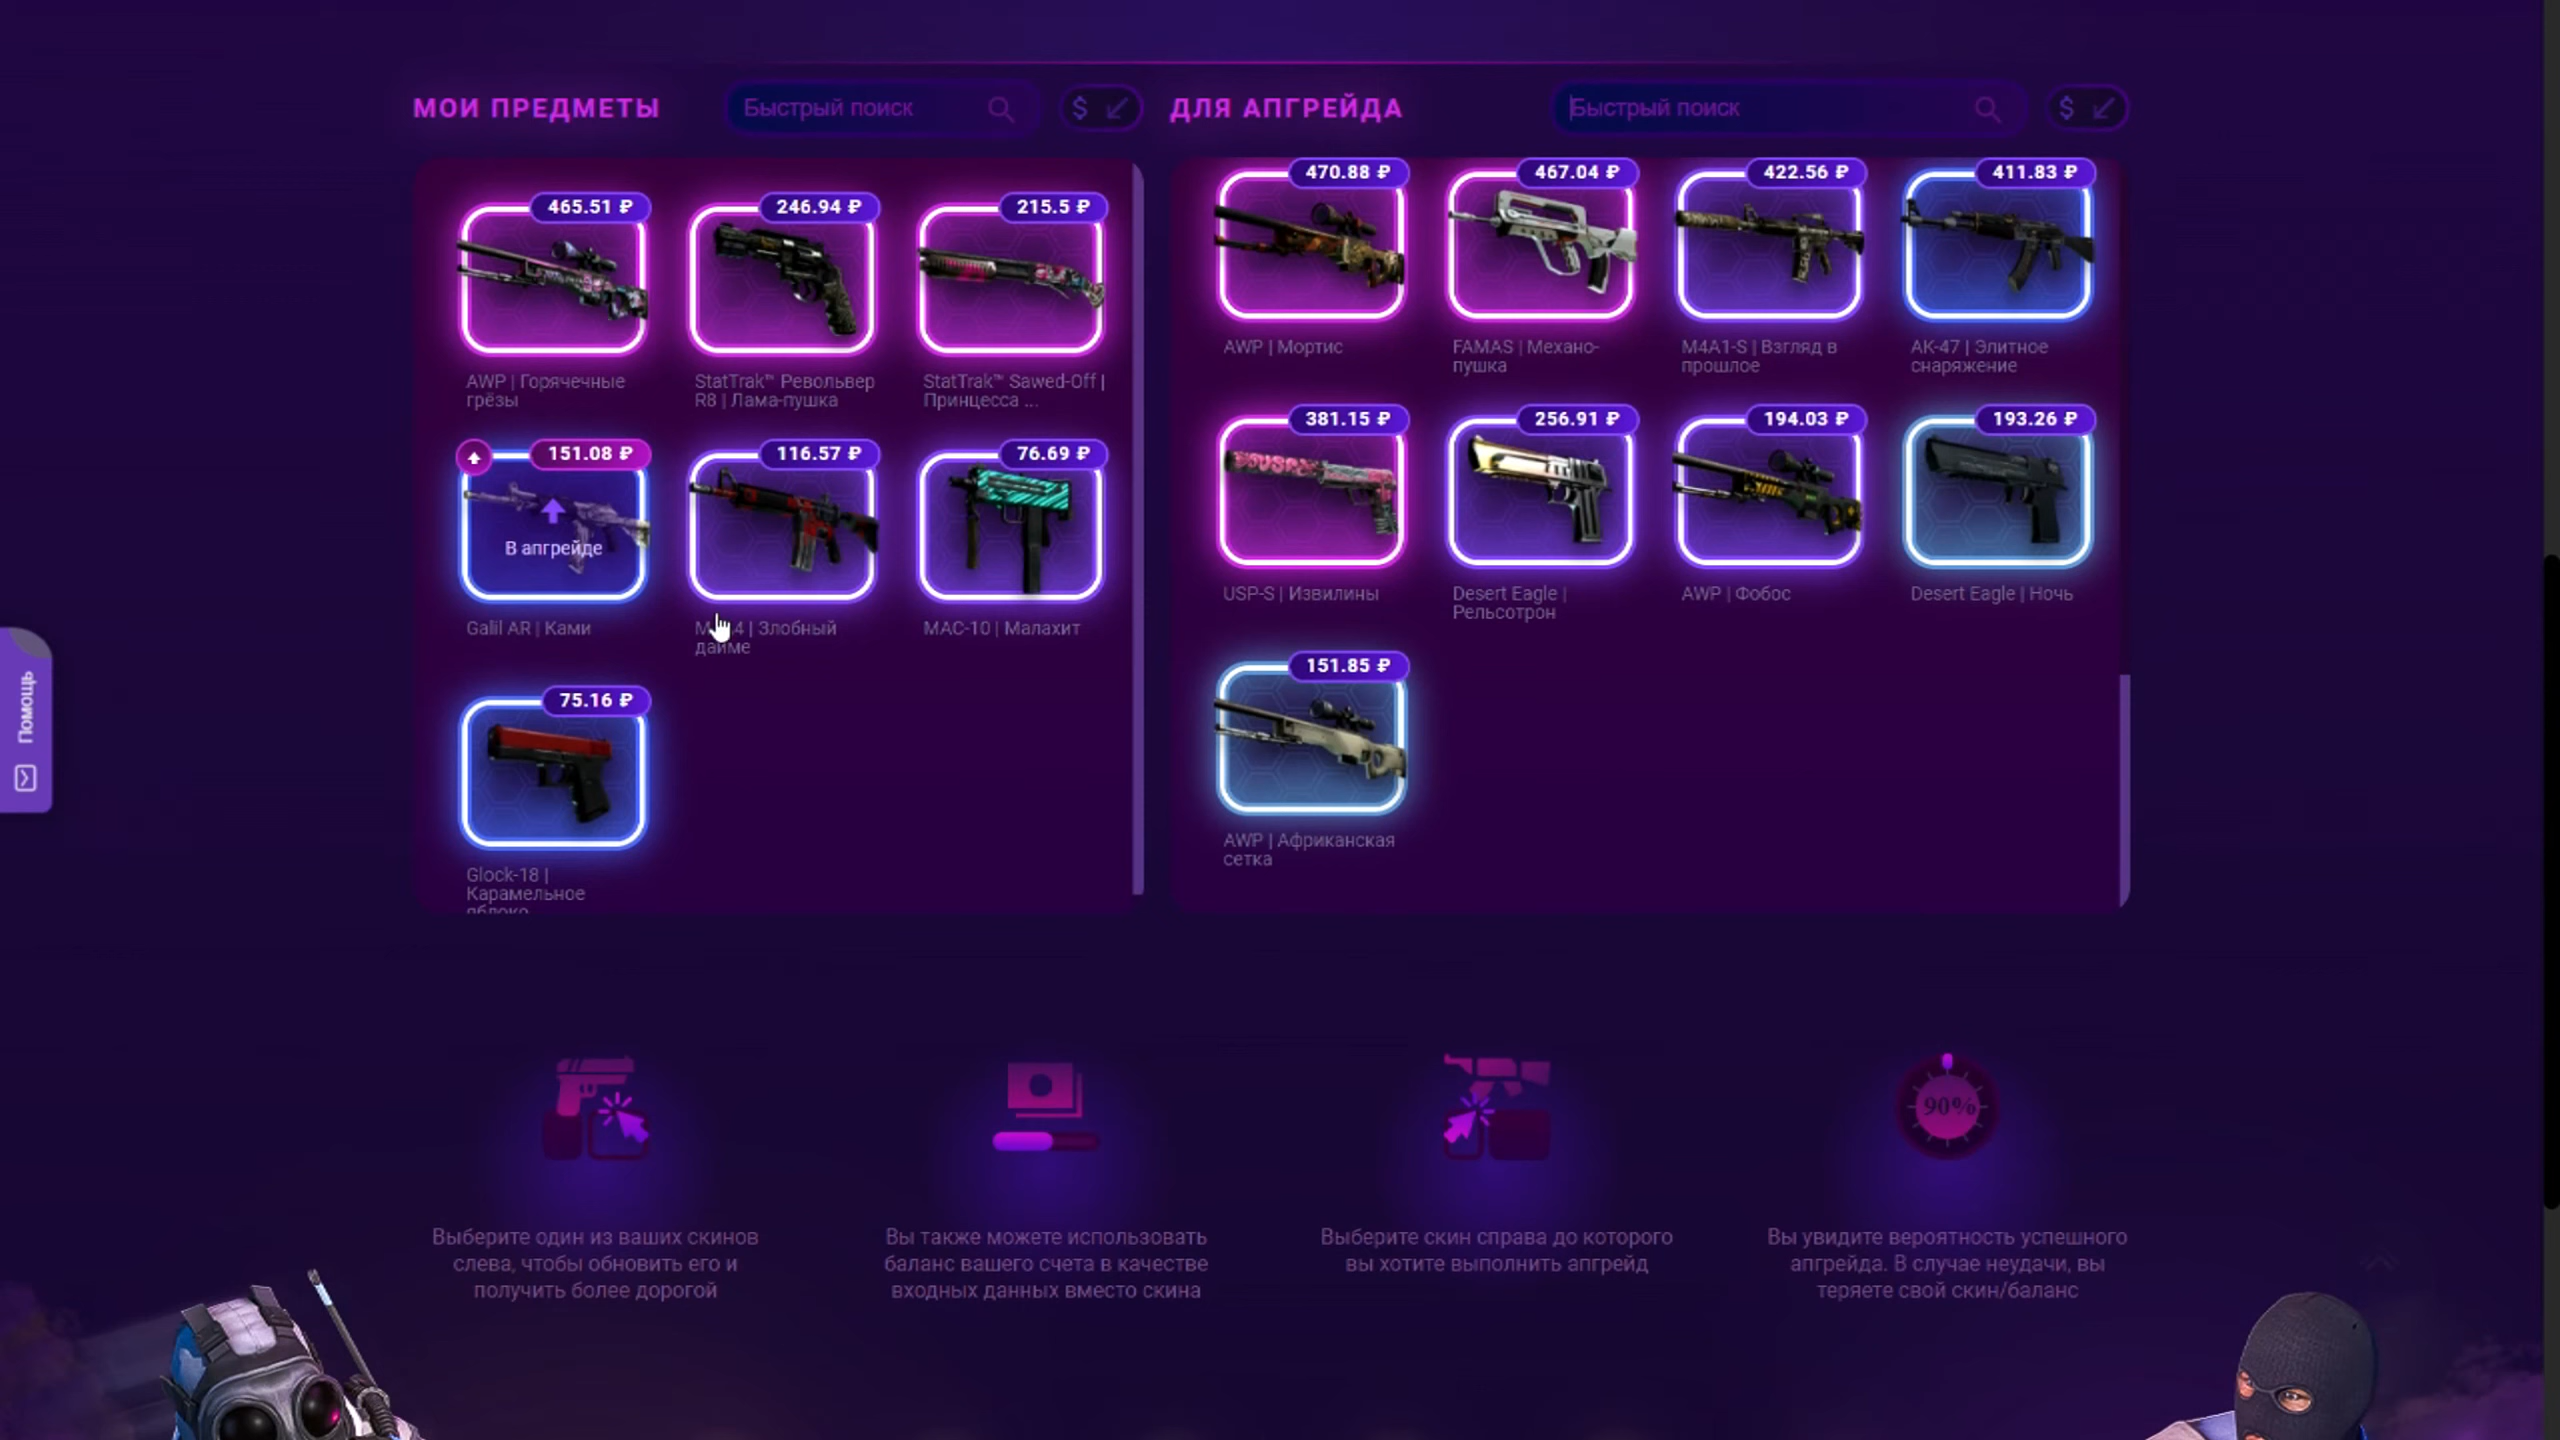 МОИ ПРЕДМЕТЫ
Быстрый поиск
$
465.51 ₽
246.94 ₽
215.5 ₽
AWP | Горячечные
грёзы
StatTrak™ Револьвер
R8 | Лама-пушка
StatTrak™ Sawed-Off |
Принцесса ...
151.08 ₽
116.57 ₽
76.69 ₽
В апгрейде
Galil AR | Ками
| Злобный
дайме
MAC-10 | Малахит
75.16 ₽
Glock-18 |
Карамельное
яблоко
ДЛЯ АПГРЕЙДА
Быстрый поиск
$
470.88 ₽
467.04 ₽
422.56 ₽
411.83 ₽
AWP | Мортис
FAMAS | Механо-
пушка
M4A1-S | Взгляд в
прошлое
AK-47 | Элитное
снаряжение
381.15 ₽
256.91 ₽
194.03 ₽
193.26 ₽
USP-S | Извилины
Desert Eagle |
Рельсотрон
AWP | Фобос
Desert Eagle | Ночь
151.85 ₽
AWP | Африканская
сетка
Помощь
90%
Выберите один из ваших скинов
слева, чтобы обновить его и
получить более дорогой
Вы также можете использовать
баланс вашего счета в качестве
входных данных вместо скина
Выберите скин справа до которого
вы хотите выполнить апгрейд
Вы увидите вероятность успешного
апгрейда. В случае неудачи, вы
теряете свой скин/баланс